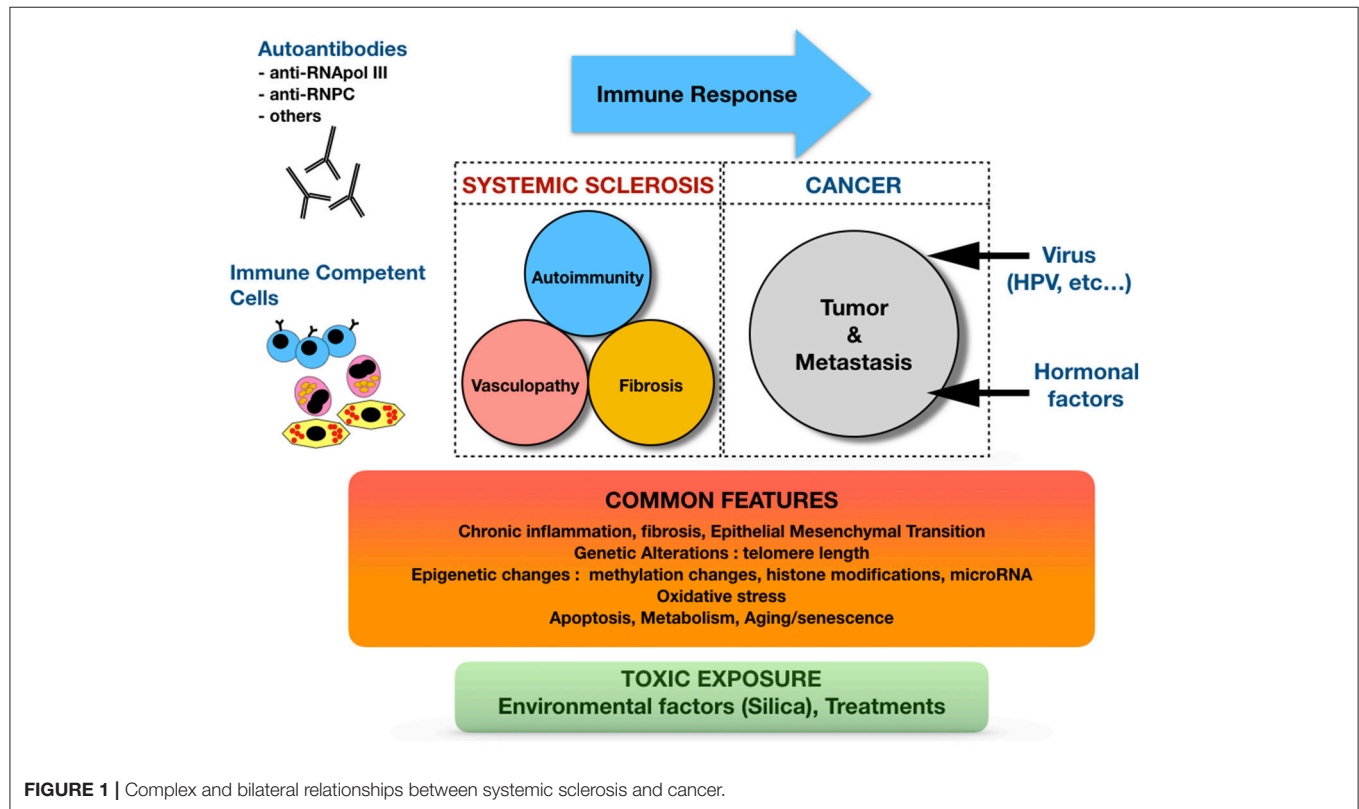 Autoantibodies
- anti-RNApol III
- anti-RNPC
- others
Immune Response
SYSTEMIC SCLEROSIS
CANCER
Autoimmunity
Vasculopathy
Fibrosis
Tumor
&
Metastasis
Virus
(HPV, etc...)
Hormonal
factors
Immune Competent
Cells
COMMON FEATURES
Chronic inflammation, fibrosis, Epithelial Mesenchymal Transition
Genetic Alterations : telomere length
Epigenetic changes : methylation changes, histone modifications, microRNA
Oxidative stress
Apoptosis, Metabolism, Aging/senescence
TOXIC EXPOSURE
Environmental factors (Silica), Treatments
FIGURE 1 | Complex and bilateral relationships between systemic sclerosis and cancer.